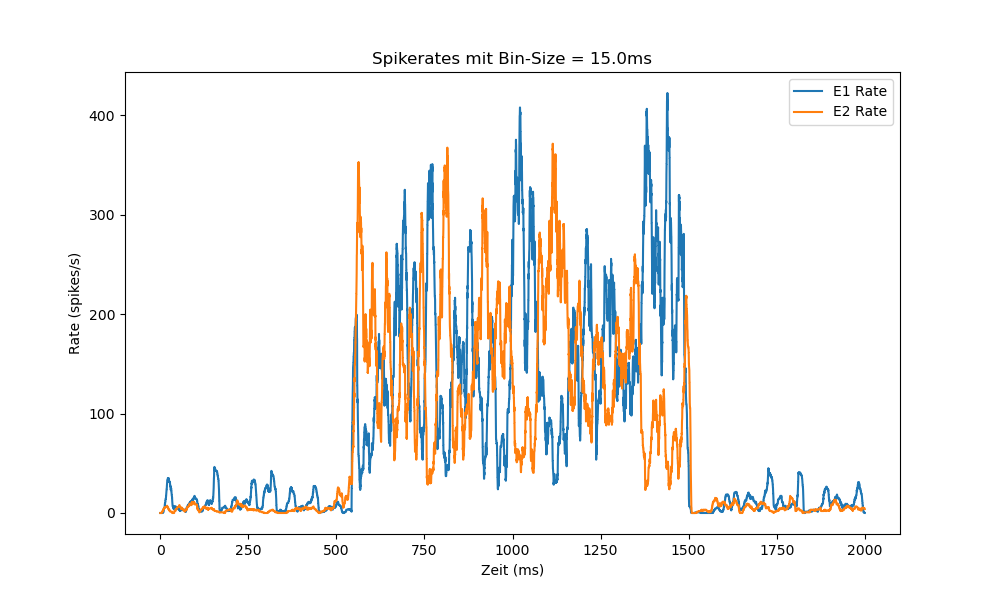 Spikerates mit Bin-Size = 15.0ms
E1 Rate
E2 Rate
Rate (spikes/s)
400
300
200
100
0
0 250 500 750 1000 1250 1500 1750 2000
Zeit (ms)